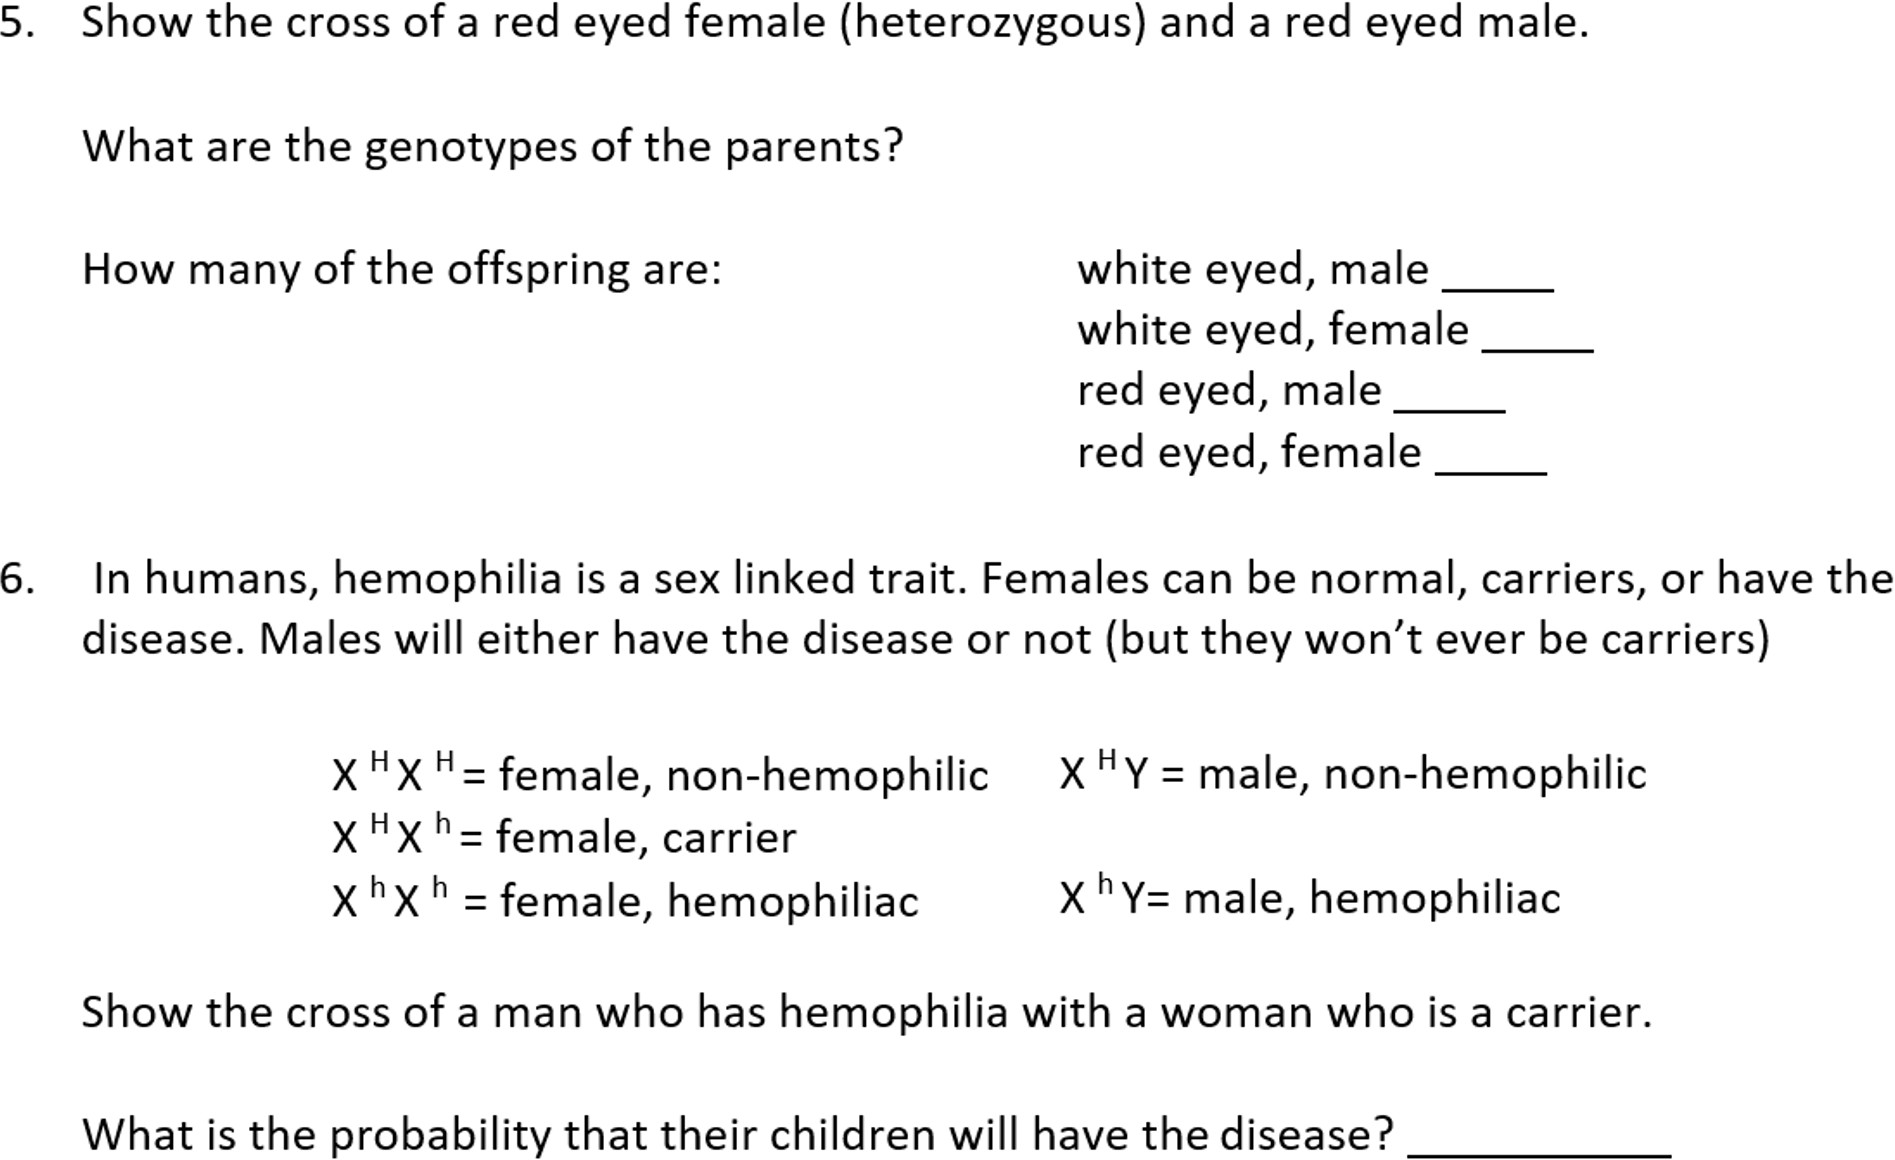 5. Show the cross of a red eyed female (heterozygous) and a red eyed male.
What are the genotypes of the parents?
How many of the offspring are: white eyed, male _____
white eyed, female _____
red eyed, male _____
red eyed, female _____
6. In humans, hemophilia is a sex linked trait. Females can be normal, carriers, or have the
disease. Males will either have the disease or not (but they won’t ever be carriers)
X ᴴ X ᴴ = female, non-hemophilic X ᴴ Y = male, non-hemophilic
X ᴴ X ʰ = female, carrier
X ʰ X ʰ = female, hemophiliac X ʰ Y= male, hemophiliac
Show the cross of a man who has hemophilia with a woman who is a carrier.
What is the probability that their children will have the disease? ____________